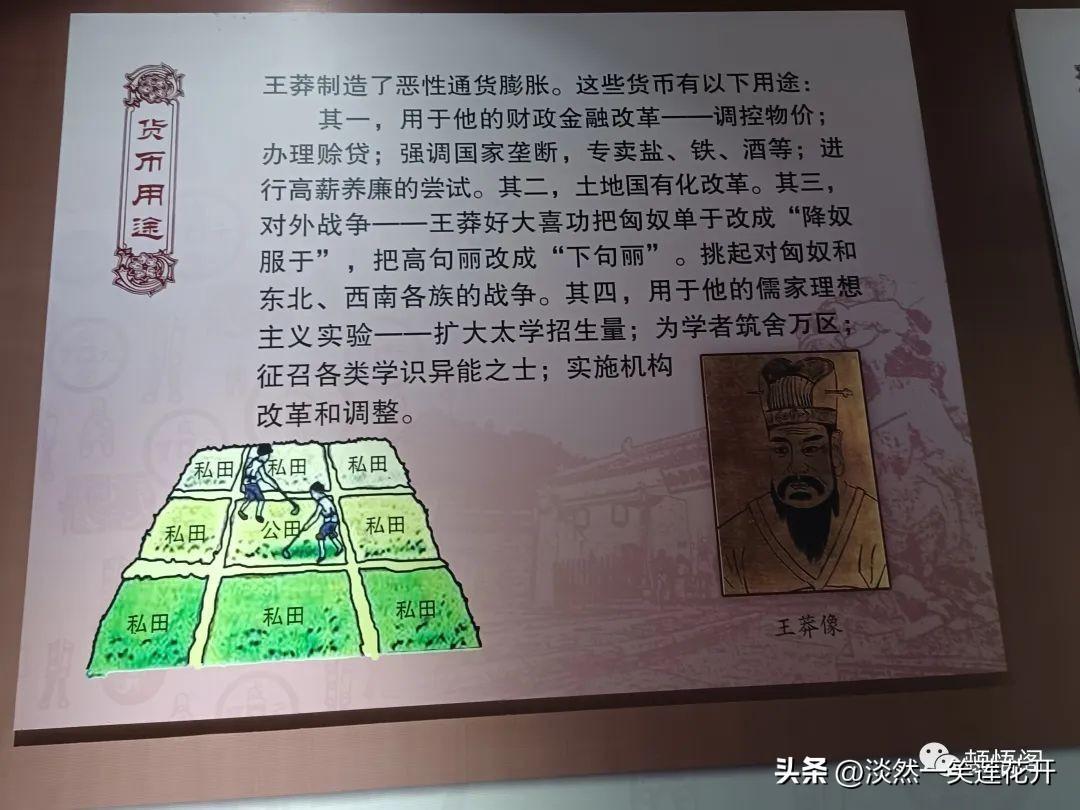 货币用途
王莽制造了恶性通货膨胀。这些货币有以下用途：
其一，用于他的财政金融改革——调控物价；
办理赊贷；强调国家垄断，专卖盐、铁、酒等；进
行高薪养廉的尝试。其二，土地国有化改革。其三，
对外战争——王莽好大喜功把匈奴单于改成“降奴
服于”，把高句丽改成“下句丽”。挑起对匈奴和
东北、西南各族的战争。其四，用于他的儒家理想
主义实验——扩大太学招生量；为学者筑舍万区；
征召各类学识异能之士；实施机构
改革和调整。
私田 私田 私田
私田 公田 私田
私田 私田 私田
王莽像
顿悟阁
头条 @淡然一笑莲花开